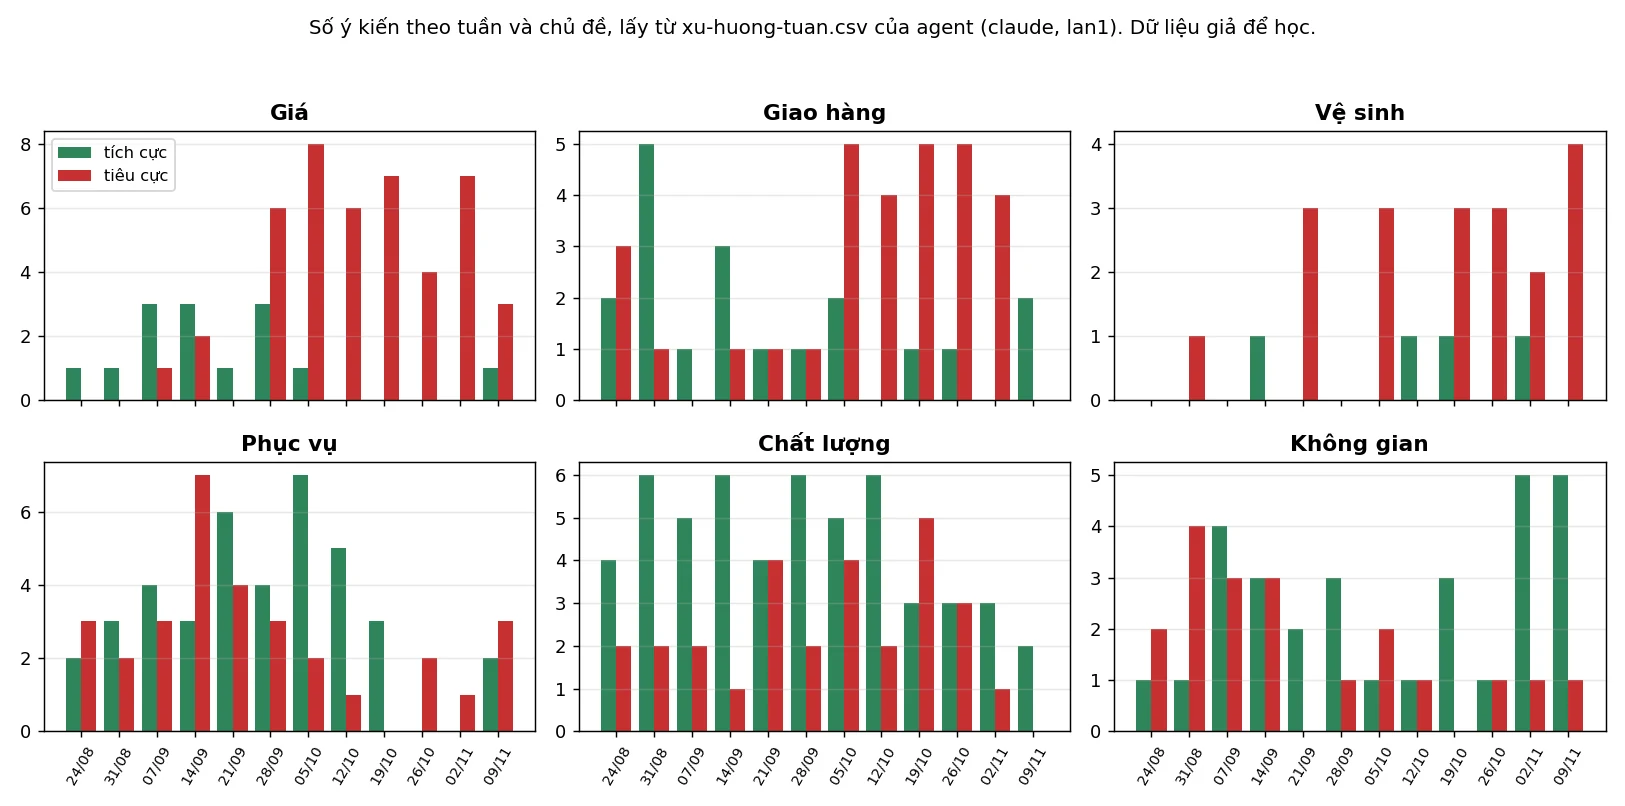 Số ý kiến theo tuần và chủ đề, lấy từ xu-huong-tuan.csv của agent (claude, lan1). Dữ liệu giả để học.
Giá
8
6
4
2
0
tích cực
tiêu cực
Giao hàng
5
4
3
2
1
0
Vệ sinh
4
3
2
1
0
Phục vụ
6
4
2
0
24/08 31/08 07/09 14/09 21/09 28/09 05/10 12/10 19/10 26/10 02/11 09/11
Chất lượng
6
5
4
3
2
1
0
24/08 31/08 07/09 14/09 21/09 28/09 05/10 12/10 19/10 26/10 02/11 09/11
Không gian
5
4
3
2
1
0
24/08 31/08 07/09 14/09 21/09 28/09 05/10 12/10 19/10 26/10 02/11 09/11